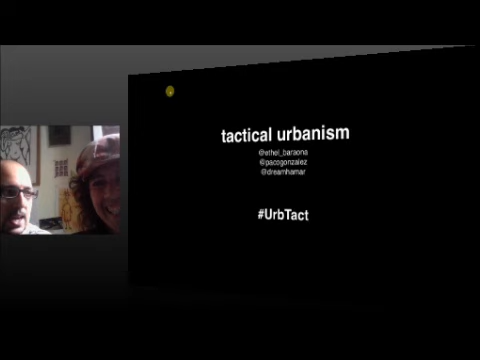 tactical urbanism
@ethel_baraona
@pacogonzalez
@dreamhamar
#UrbTact